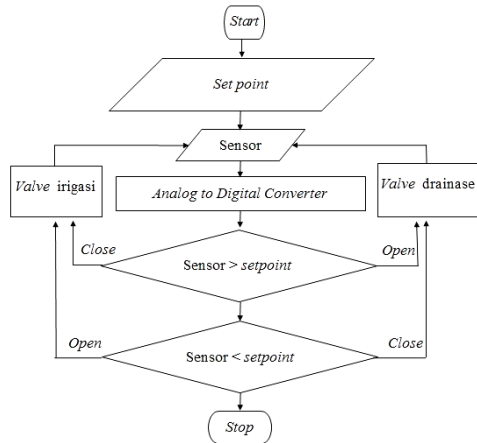 Start
Set point
Sensor
Valve irigasi
Analog to Digital Converter
Valve drainase
Close
Sensor > setpoint
Open
Open
Sensor < setpoint
Close
Stop